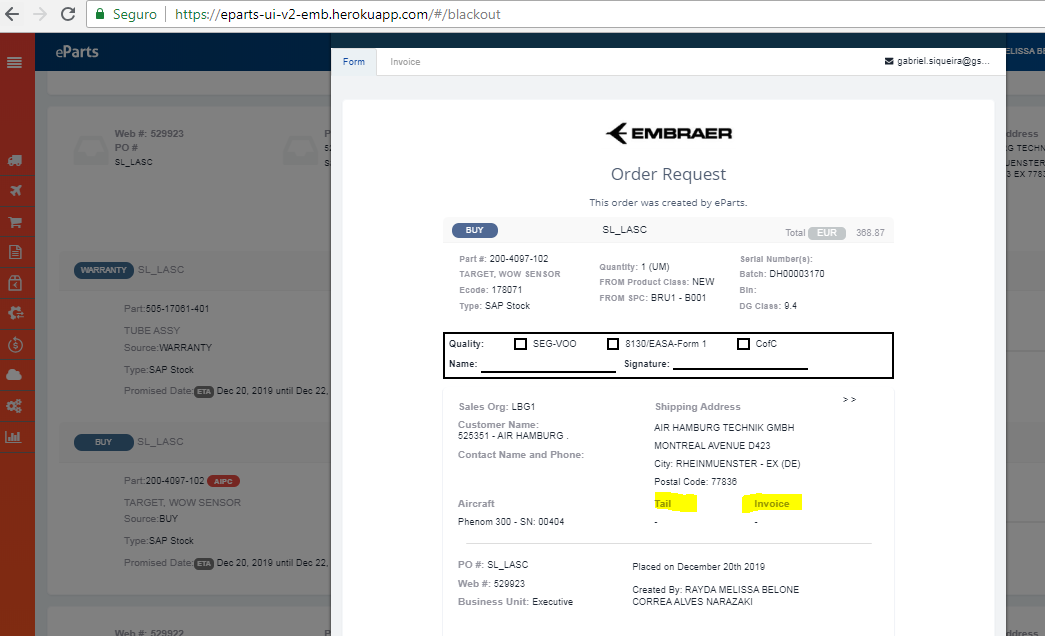 Seguro https://eparts-ui-v2-emb.herokuapp.com/#/blackout
eParts
ELISSA BE
Web #: 529923
PO #
SL_LASC
WARRANTY SL_LASC
Part:505-17061-401
TUBE ASSY
Source:WARRANTY
Type:SAP Stock
Promised Date: ETA Dec 20, 2019 until Dec 22,
BUY SL_LASC
Part:200-4097-102 AIPC
TARGET, WOW SENSOR
Source:BUY
Type:SAP Stock
Promised Date: ETA Dec 20, 2019 until Dec 22,
Web #: 529922
Form Invoice gabriel.siqueira@gs...
EMBRAER
Order Request
This order was created by eParts.
BUY SL_LASC Total EUR 368.87
Part #: 200-4097-102
TARGET, WOW SENSOR
Ecode: 178071
Type: SAP Stock
Quantity: 1 (UM)
FROM Product Class: NEW
FROM SPC: BRU1 - B001
Serial Number(s):
Batch: DH00003170
Bin:
DG Class: 9.4
Quality: SEG-VOO 8130/EASA-Form 1 CofC
Name: Signature:
> >
Sales Org: LBG1
Customer Name:
525351 - AIR HAMBURG .
Contact Name and Phone:
Shipping Address
AIR HAMBURG TECHNIK GMBH
MONTREAL AVENUE D423
City: RHEINMUENSTER - EX (DE)
Postal Code: 77836
Aircraft Tail Invoice
Phenom 300 - SN: 00404 - -
PO #: SL_LASC
Web #: 529923
Business Unit: Executive
Placed on December 20th 2019
Created By: RAYDA MELISSA BELONE
CORREA ALVES NARAZAKI